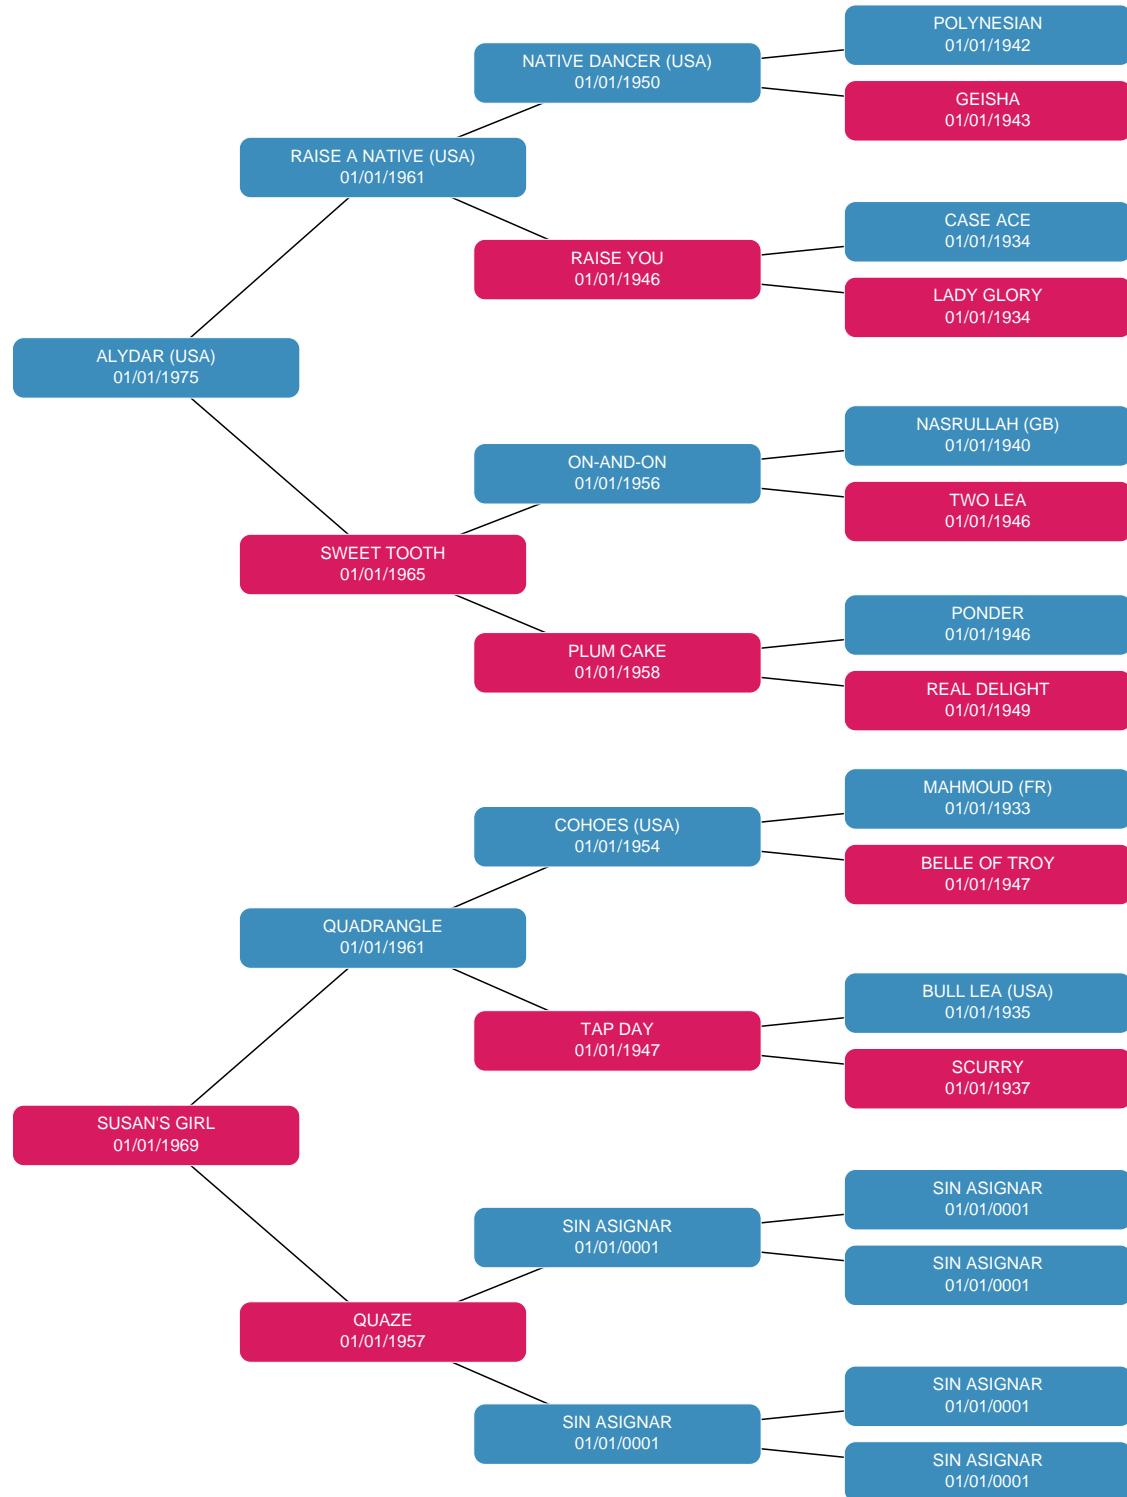 POLYNESIAN
01/01/1942
NATIVE DANCER (USA)
01/01/1950
GEISHA
01/01/1943
RAISE A NATIVE (USA)
01/01/1961
CASE ACE
01/01/1934
RAISE YOU
01/01/1946
LADY GLORY
01/01/1934
ALYDAR (USA)
01/01/1975
NASRULLAH (GB)
01/01/1940
ON-AND-ON
01/01/1956
TWO LEA
01/01/1946
SWEET TOOTH
01/01/1965
PONDER
01/01/1946
PLUM CAKE
01/01/1958
REAL DELIGHT
01/01/1949
MAHMOUD (FR)
01/01/1933
COHOES (USA)
01/01/1954
BELLE OF TROY
01/01/1947
QUADRANGLE
01/01/1961
BULL LEA (USA)
01/01/1935
TAP DAY
01/01/1947
SCURRY
01/01/1937
SUSAN'S GIRL
01/01/1969
SIN ASIGNAR
01/01/0001
SIN ASIGNAR
01/01/0001
SIN ASIGNAR
01/01/0001
QUAZE
01/01/1957
SIN ASIGNAR
01/01/0001
SIN ASIGNAR
01/01/0001
SIN ASIGNAR
01/01/0001